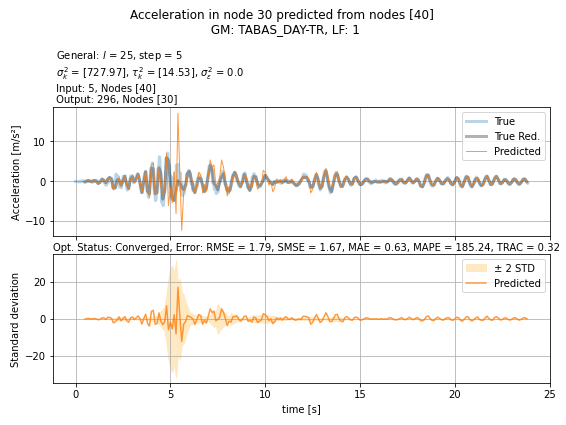 Acceleration in node 30 predicted from nodes [40]
GM: TABAS_DAY-TR, LF: 1
General: l = 25, step = 5
σ²ₖ = [727.97], τ²ₖ = [14.53], σ²ε = 0.0
Input: 5, Nodes [40]
Output: 296, Nodes [30]
Acceleration [m/s²]
10
0
−10
True
True Red.
Predicted
Opt. Status: Converged, Error: RMSE = 1.79, SMSE = 1.67, MAE = 0.63, MAPE = 185.24, TRAC = 0.32
Standard deviation
20
0
−20
± 2 STD
Predicted
0 5 10 15 20 25
time [s]